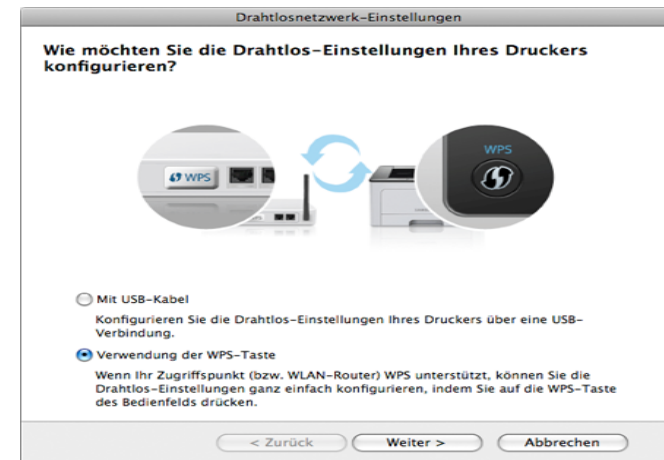 Drahtlosnetzwerk-Einstellungen
Wie möchten Sie die Drahtlos-Einstellungen Ihres Druckers
konfigurieren?
WPS
WPS
Mit USB-Kabel
Konfigurieren Sie die Drahtlos-Einstellungen Ihres Druckers über eine USB-
Verbindung.
Verwendung der WPS-Taste
Wenn Ihr Zugriffspunkt (bzw. WLAN-Router) WPS unterstützt, können Sie die
Drahtlos-Einstellungen ganz einfach konfigurieren, indem Sie auf die WPS-Taste
des Bedienfelds drücken.
< Zurück Weiter > Abbrechen